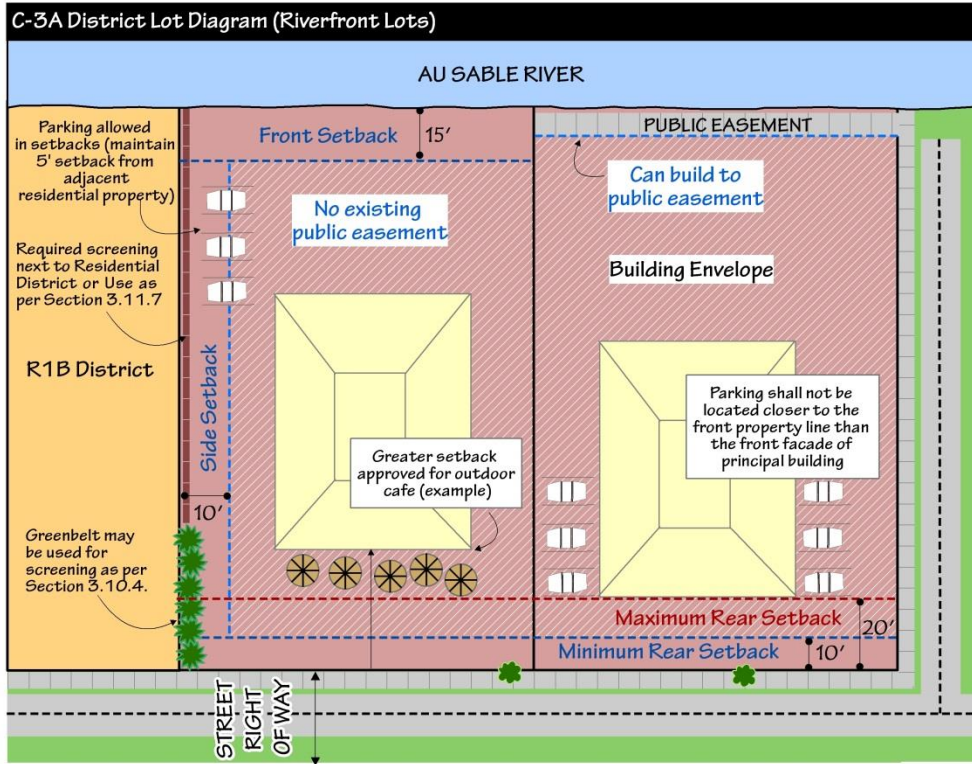 C-3A District Lot Diagram (Riverfront Lots)
AU SABLE RIVER
Parking allowed
in setbacks (maintain
5' setback from
adjacent
residential property)
Required screening
next to Residential
District or Use as
per Section 3.11.7
R1B District
Greenbelt may
be used for
screening as per
Section 3.10.4.
Front Setback
15'
No existing
public easement
Side Setback
10'
Greater setback
approved for outdoor
cafe (example)
PUBLIC EASEMENT
Can build to
public easement
Building Envelope
Parking shall not be
located closer to the
front property line than
the front facade of
principal building
Maximum Rear Setback
20'
Minimum Rear Setback
10'
STREET
RIGHT
OF WAY